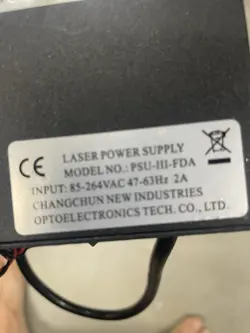 CE
LASER POWER SUPPLY
MODEL NO.: PSU-III-FDA
INPUT: 85-264VAC 47-63Hz 2A
CHANGCHUN NEW INDUSTRIES
OPTOELECTRONICS TECH. CO., LTD.